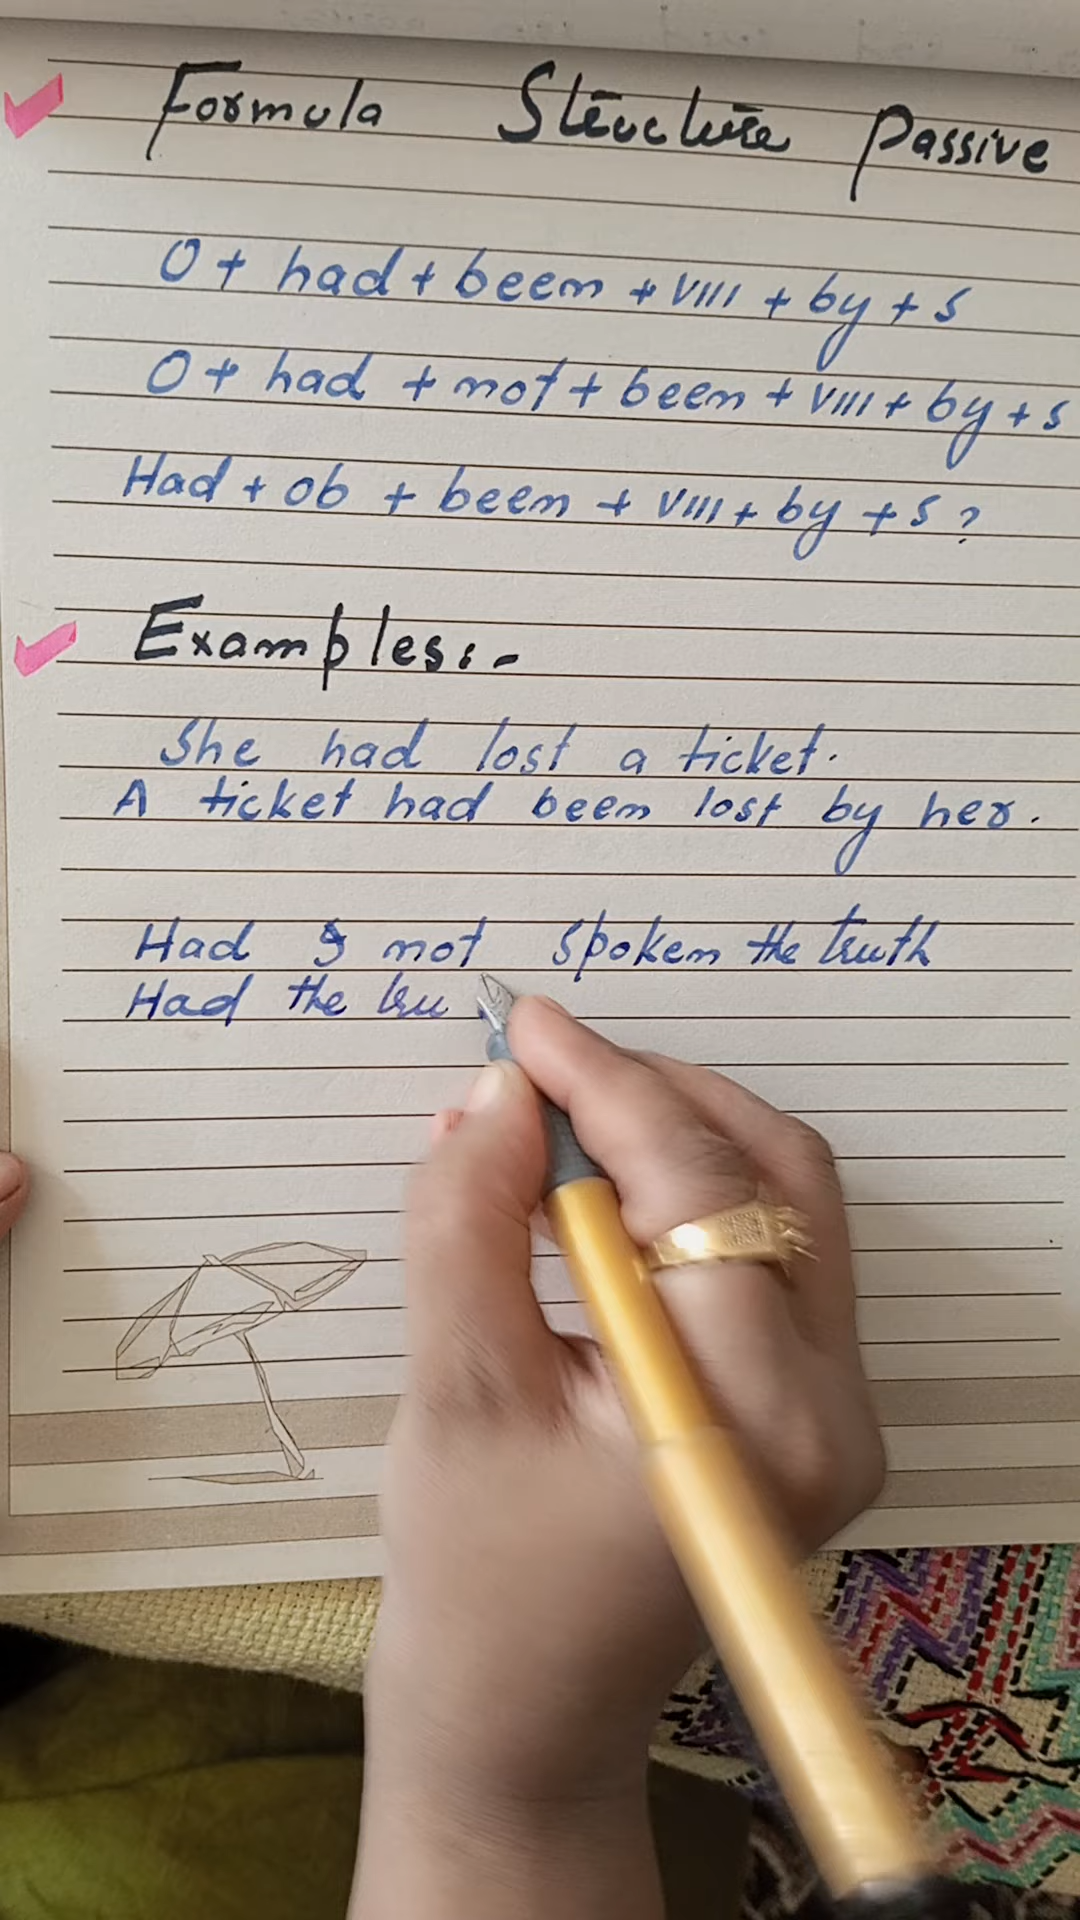 Formula Structure Passive
O + had + been + VIII + by + S
O + had + not + been + VIII + by + S
Had + ob + been + VIII + by + S ?
Examples:-
She had lost a ticket.
A ticket had been lost by her.
Had I not spoken the truth
Had the tru